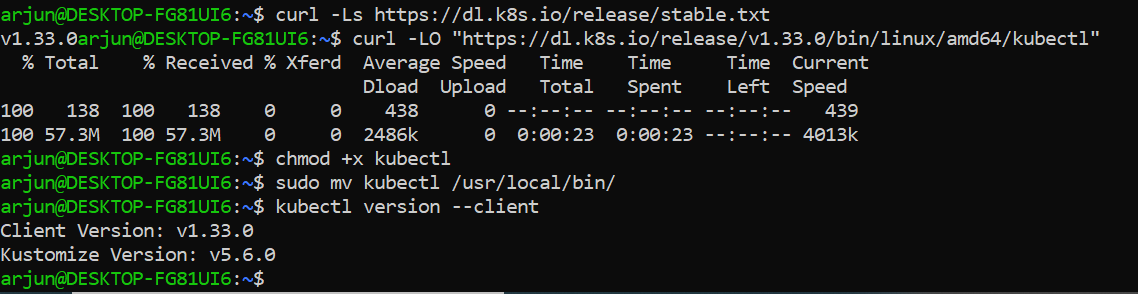 arjun@DESKTOP-FG81UI6:~$ curl -Ls https://dl.k8s.io/release/stable.txt
v1.33.0arjun@DESKTOP-FG81UI6:~$ curl -LO "https://dl.k8s.io/release/v1.33.0/bin/linux/amd64/kubectl"
  % Total    % Received % Xferd  Average Speed   Time    Time     Time  Current
                                 Dload  Upload   Total   Spent    Left  Speed
100   138  100   138    0     0    438      0 --:--:-- --:--:-- --:--:--   439
100 57.3M  100 57.3M    0     0  2486k      0  0:00:23  0:00:23 --:--:-- 4013k
arjun@DESKTOP-FG81UI6:~$ chmod +x kubectl
arjun@DESKTOP-FG81UI6:~$ sudo mv kubectl /usr/local/bin/
arjun@DESKTOP-FG81UI6:~$ kubectl version --client
Client Version: v1.33.0
Kustomize Version: v5.6.0
arjun@DESKTOP-FG81UI6:~$